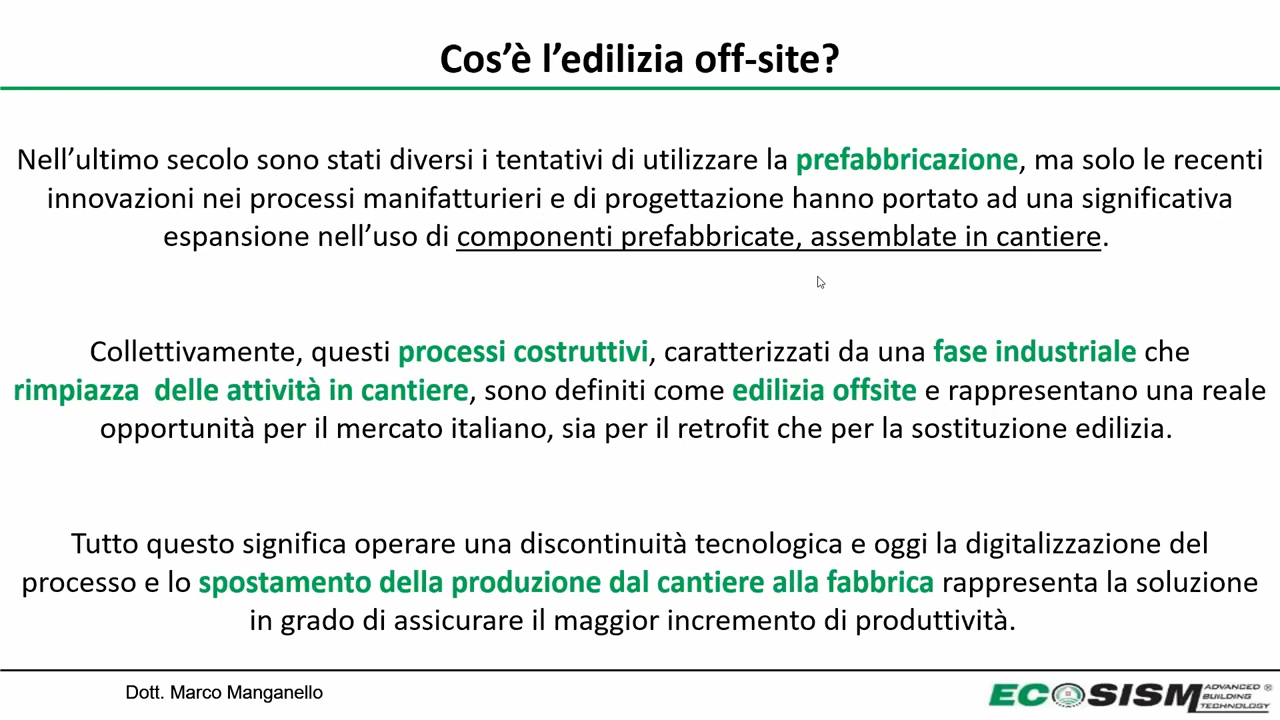 Cos’è l’edilizia off-site?
Nell’ultimo secolo sono stati diversi i tentativi di utilizzare la prefabbricazione, ma solo le recenti
innovazioni nei processi manifatturieri e di progettazione hanno portato ad una significativa
espansione nell’uso di componenti prefabbricate, assemblate in cantiere.
Collettivamente, questi processi costruttivi, caratterizzati da una fase industriale che
rimpiazza  delle attività in cantiere, sono definiti come edilizia offsite e rappresentano una reale
opportunità per il mercato italiano, sia per il retrofit che per la sostituzione edilizia.
Tutto questo significa operare una discontinuità tecnologica e oggi la digitalizzazione del
processo e lo spostamento della produzione dal cantiere alla fabbrica rappresenta la soluzione
in grado di assicurare il maggior incremento di produttività.
Dott. Marco Manganello
ECOSISM
ADVANCED ®
BUILDING
TECHNOLOGY